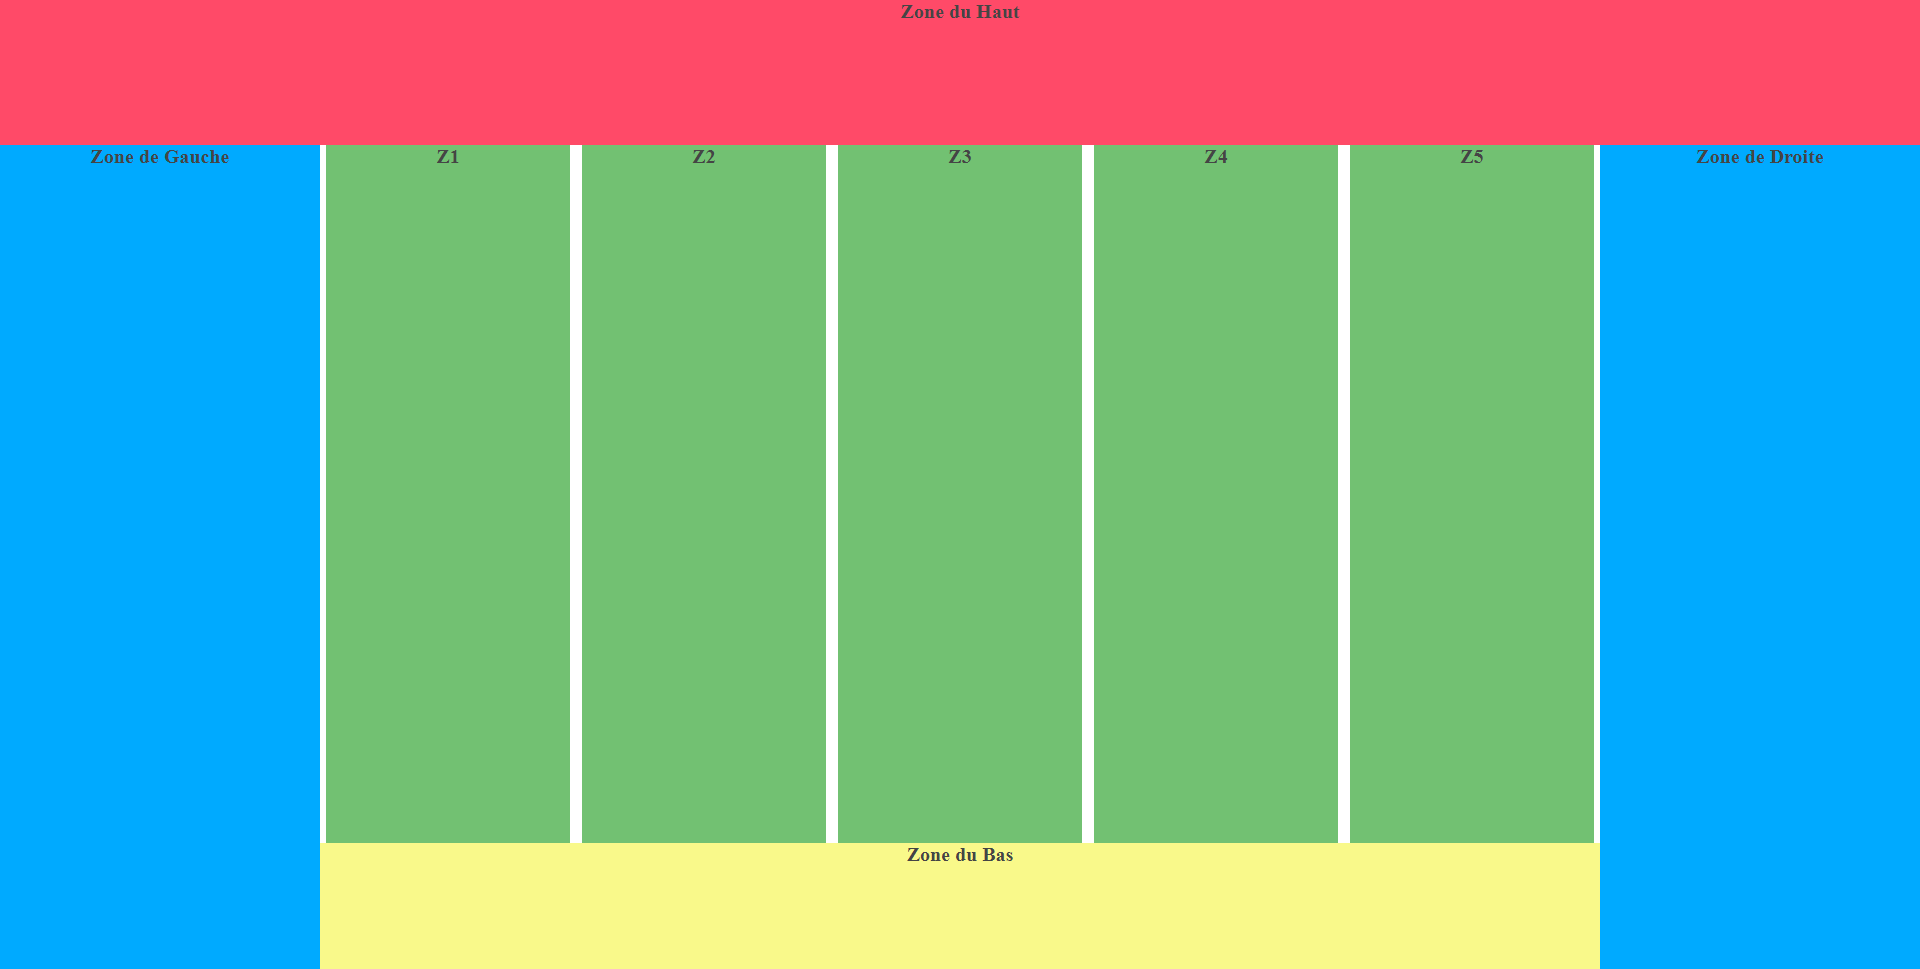 Zone du Haut
Zone de Gauche
Z1
Z2
Z3
Z4
Z5
Zone de Droite
Zone du Bas